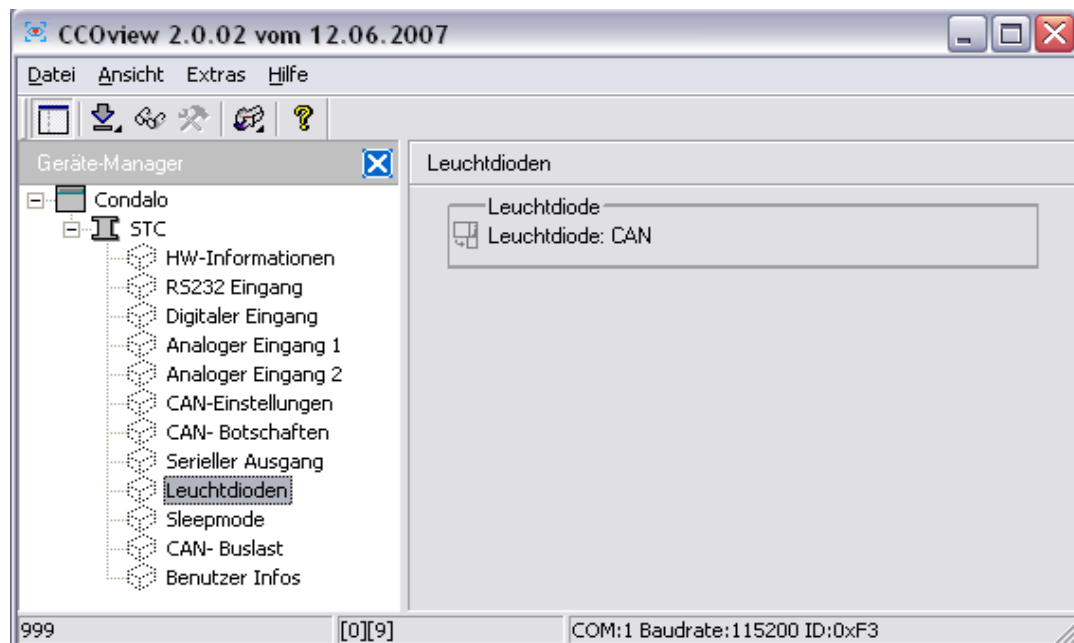 CCOview 2.0.02 vom 12.06.2007
Datei Ansicht Extras Hilfe
Geräte-Manager
Condalo
STC
HW-Informationen
RS232 Eingang
Digitaler Eingang
Analoger Eingang 1
Analoger Eingang 2
CAN-Einstellungen
CAN- Botschaften
Serieller Ausgang
Leuchtdioden
Sleepmode
CAN- Buslast
Benutzer Infos
Leuchtdioden
Leuchtdiode
Leuchtdiode: CAN
999 [0][9] COM:1 Baudrate:115200 ID:0xF3